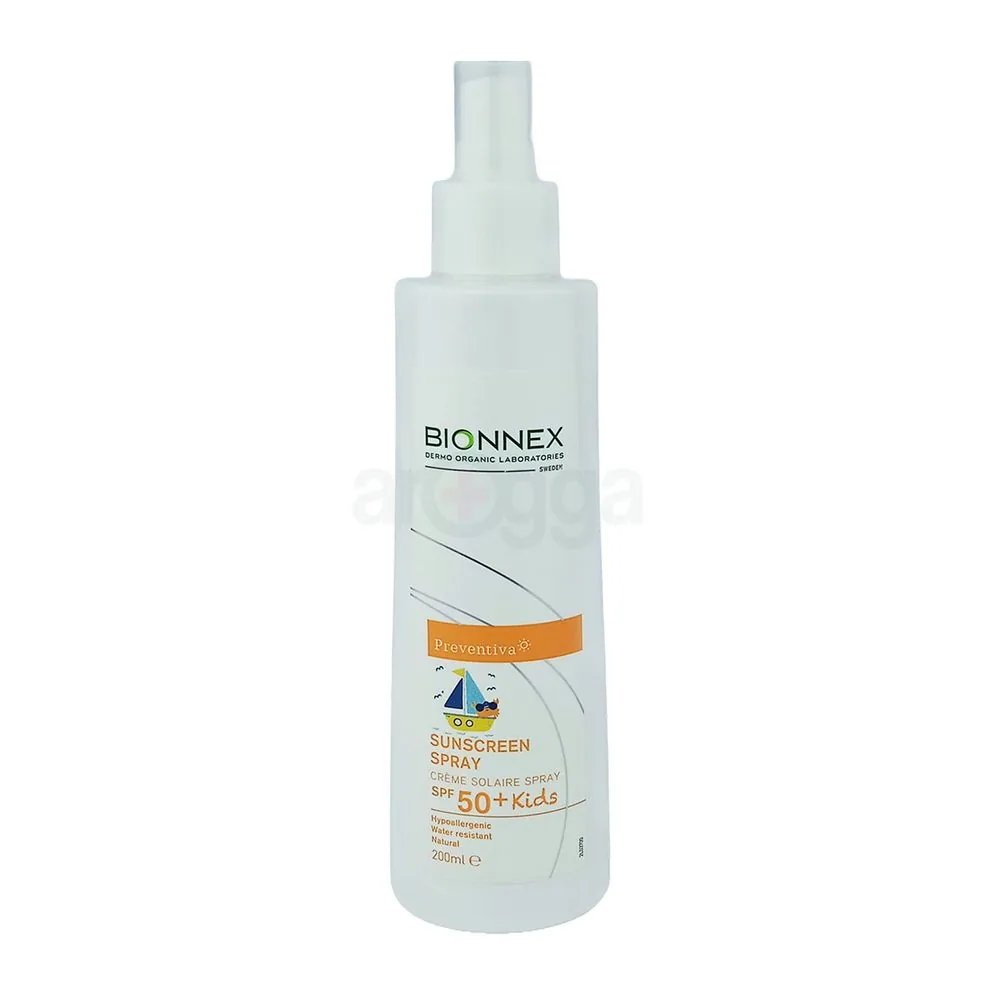 BIONNEX
DERMO ORGANIC LABORATORIES
SWEDEN
arogga
Preventiva
SUNSCREEN
SPRAY
CRÈME SOLAIRE SPRAY
SPF 50+ Kids
Hypoallergenic
Water resistant
Natural
200ml ℮